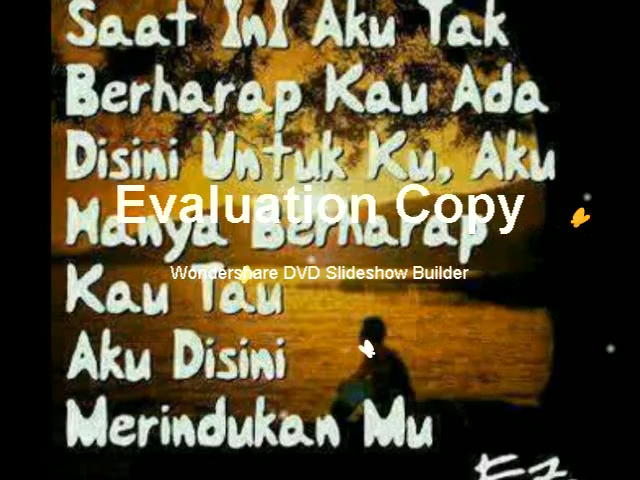 Saat InI Aku Tak
Berharap Kau Ada
Disini Untuk Ku, Aku
Hanya Berharap
Evaluation Copy
Wondershare DVD Slideshow Builder
Kau Tau
Aku Disini
Merindukan Mu